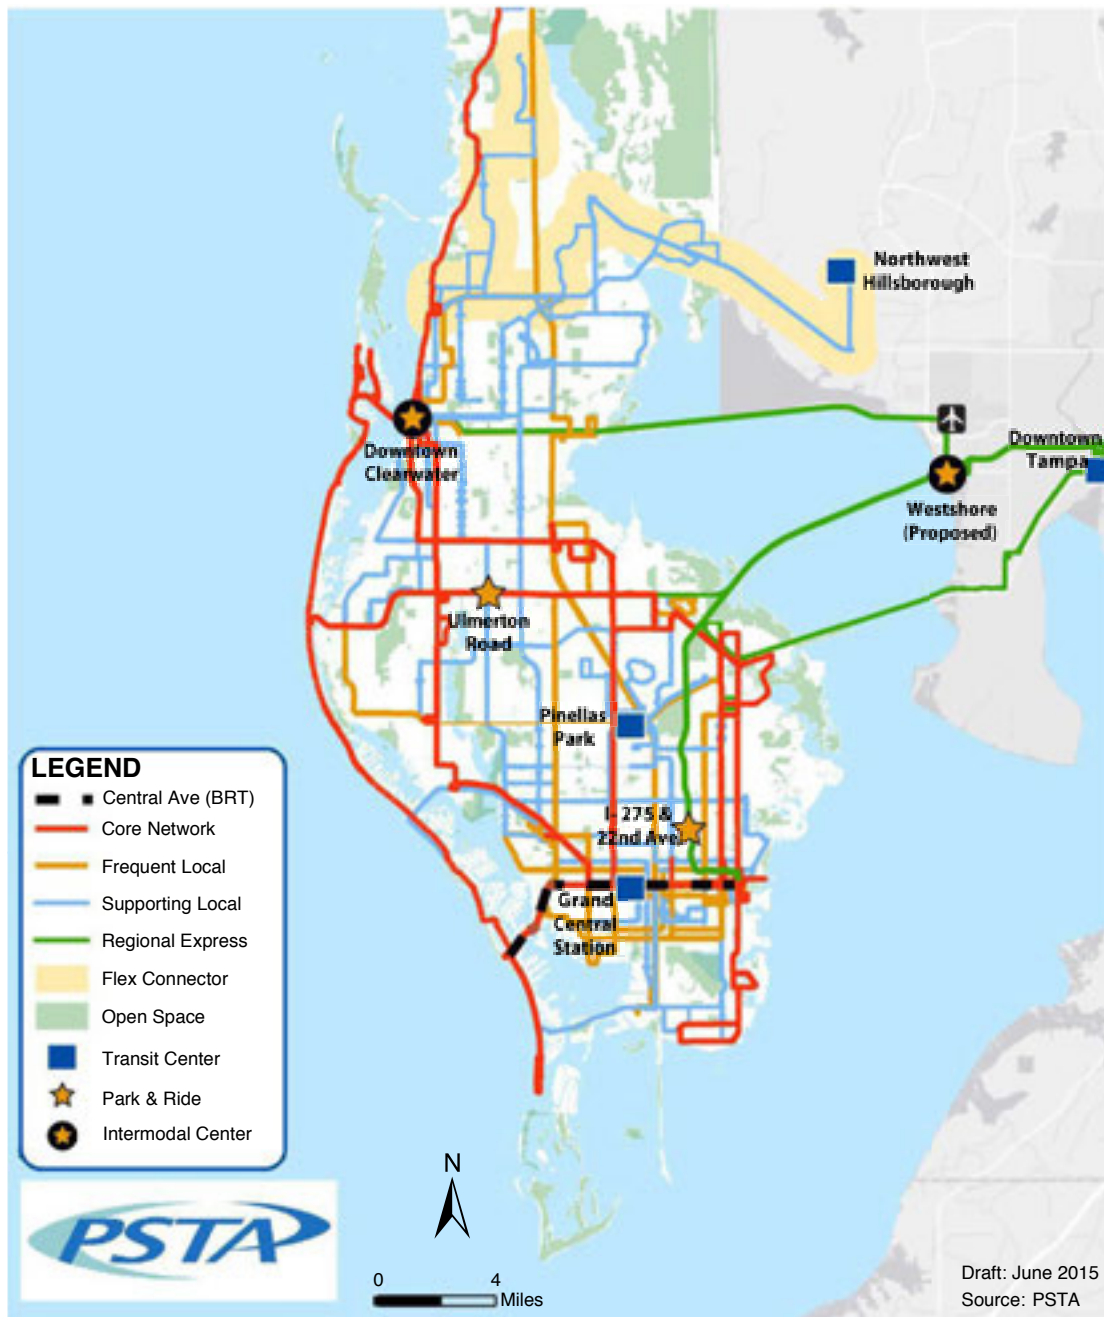 Northwest
Hillsborough
Downtown
Tampa
Downtown
Clearwater
Westshore
(Proposed)
Ulmerton
Road
Pinellas
Park
I- 275 &
22nd Ave
Grand
Central
Station
LEGEND
Central Ave (BRT)
Core Network
Frequent Local
Supporting Local
Regional Express
Flex Connector
Open Space
Transit Center
Park & Ride
Intermodal Center
PSTA
N
0 4
Miles
Draft: June 2015
Source: PSTA